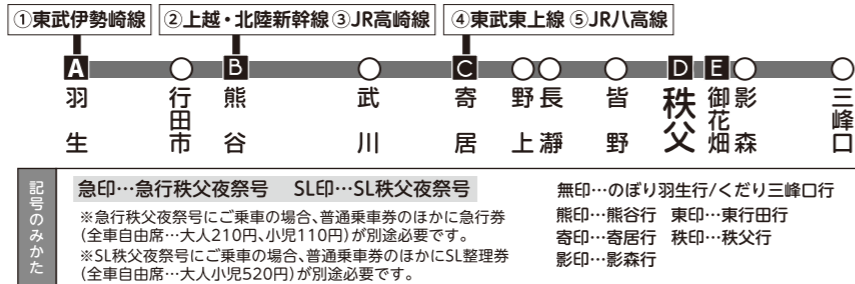 ①東武伊勢崎線 ②上越・北陸新幹線 ③JR高崎線 ④東武東上線 ⑤JR八高線
A B C D E
羽生 行田市 熊谷 武川 寄居 野上 長瀞 皆野 秩父 御花畑 影森 三峰口
記号のみかた
急印…急行秩父夜祭号 SL印…SL秩父夜祭号
※急行秩父夜祭号にご乗車の場合、普通乗車券のほかに急行券
(全車自由席…大人210円、小児110円)が別途必要です。
※SL秩父夜祭号にご乗車の場合、普通乗車券のほかにSL整理券
(全車自由席…大人小児520円)が別途必要です。
無印…のぼり羽生行/くだり三峰口行
熊印…熊谷行 東印…東行田行
寄印…寄居行 秩印…秩父行
影印…影森行